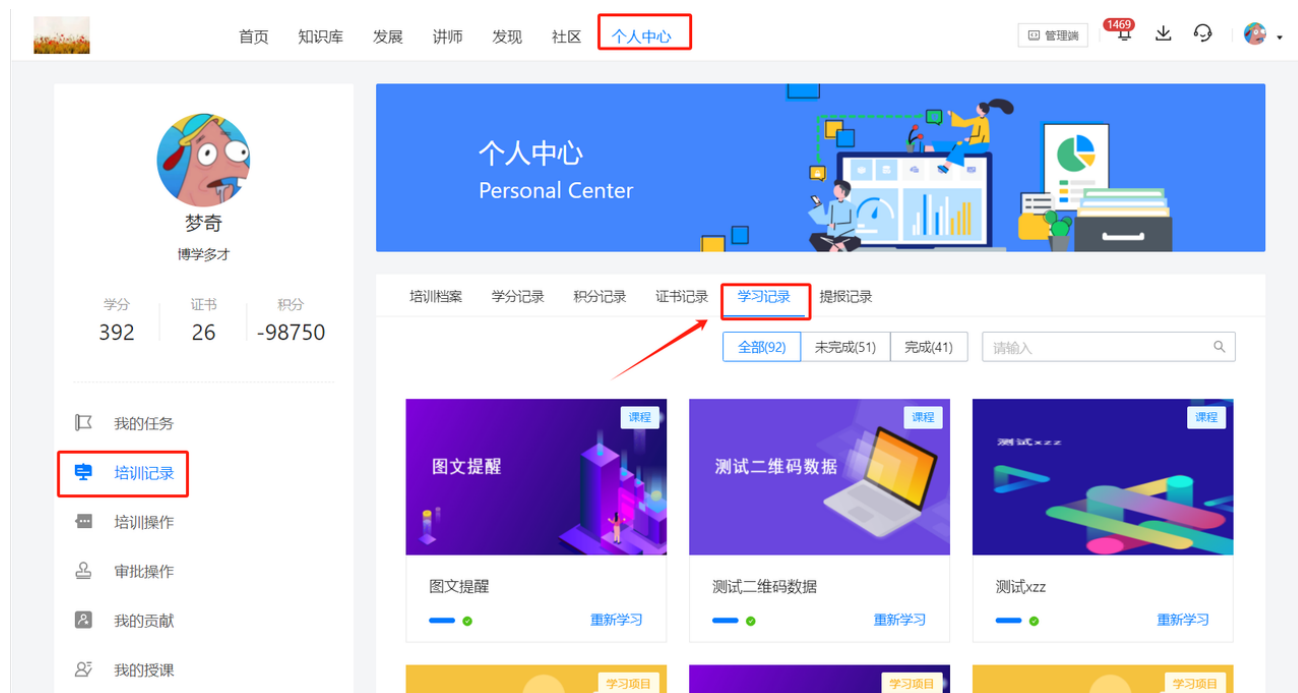 首页 知识库 发展 讲师 发现 社区 个人中心 管理端 1469
个人中心
Personal Center
梦奇
博学多才
学分 证书 积分
392 26 -98750
我的任务
培训记录
培训操作
审批操作
我的贡献
我的授课
培训档案 学分记录 积分记录 证书记录 学习记录 提报记录
全部(92) 未完成(51) 完成(41) 请输入
课程 课程 课程
图文提醒 测试二维码数据 测试xzz
图文提醒 测试二维码数据 测试xzz
重新学习 重新学习 重新学习
学习项目 学习项目 学习项目